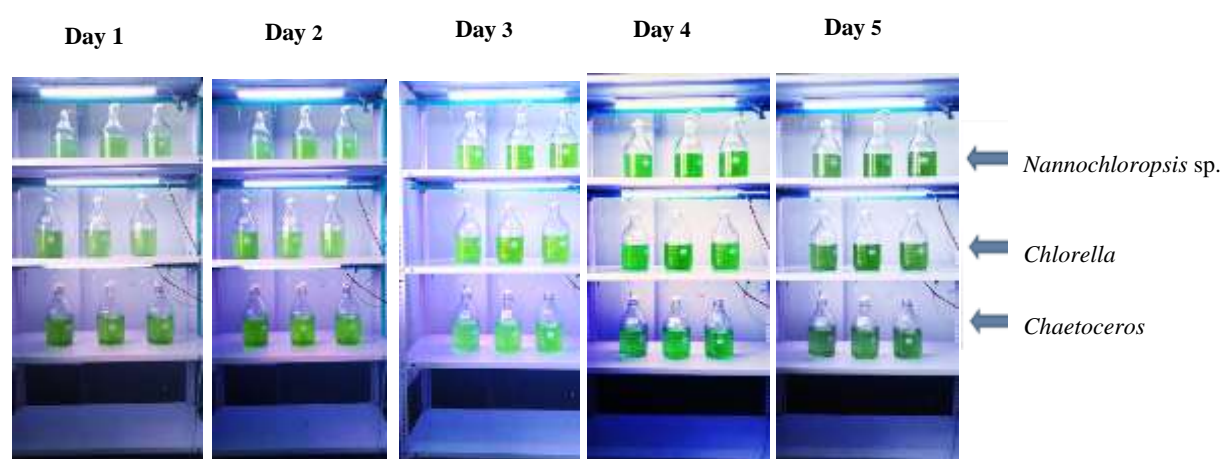 Day 1
Day 2
Day 3
Day 4
Day 5
Nannochloropsis sp.
Chlorella
Chaetoceros